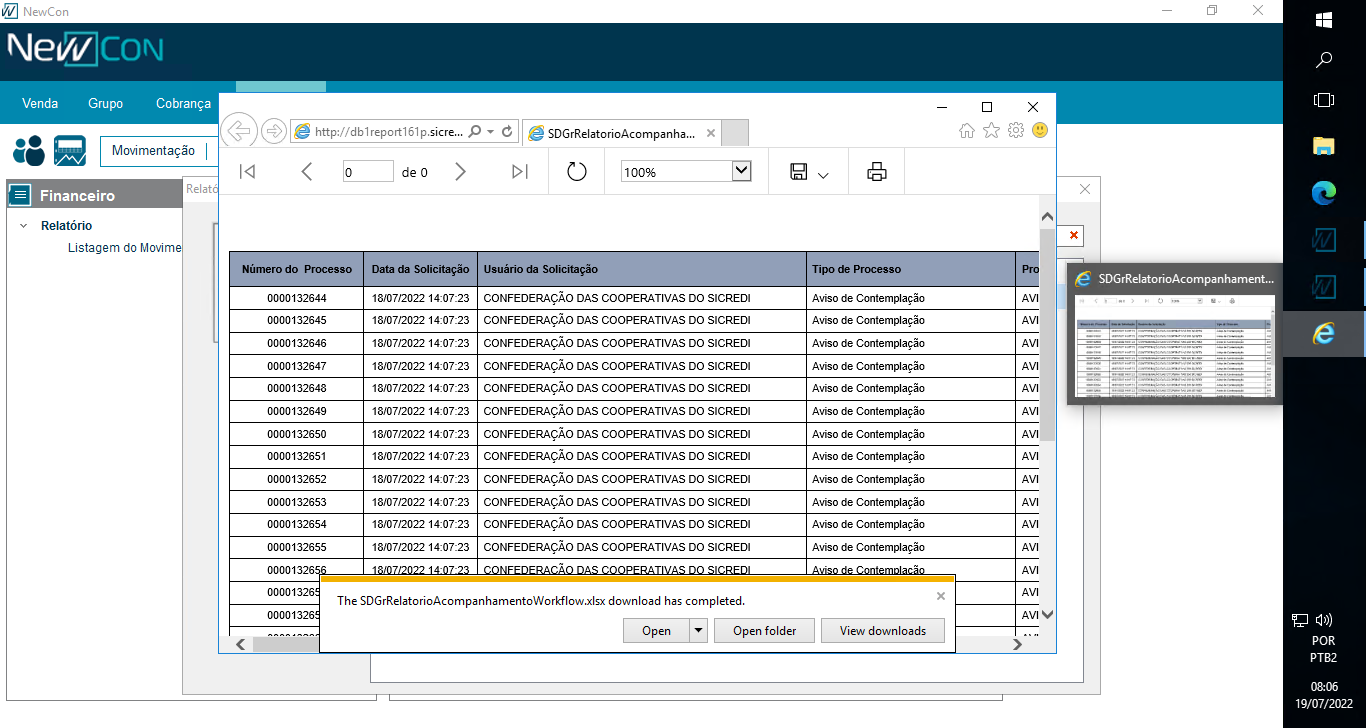 NewCon
NewCon
Venda Grupo Cobrança
Movimentação
Financeiro
Relatório
Listagem do Movime
Relató
http://db1report161p.sicre...
SDGrRelatorioAcompanha...
0 de 0
100%
Número do Processo Data da Solicitação Usuário da Solicitação Tipo de Processo Pro
0000132644 18/07/2022 14:07:23 CONFEDERAÇÃO DAS COOPERATIVAS DO SICREDI Aviso de Contemplação AVI
0000132645 18/07/2022 14:07:23 CONFEDERAÇÃO DAS COOPERATIVAS DO SICREDI Aviso de Contemplação AVI
0000132646 18/07/2022 14:07:23 CONFEDERAÇÃO DAS COOPERATIVAS DO SICREDI Aviso de Contemplação AVI
0000132647 18/07/2022 14:07:23 CONFEDERAÇÃO DAS COOPERATIVAS DO SICREDI Aviso de Contemplação AVI
0000132648 18/07/2022 14:07:23 CONFEDERAÇÃO DAS COOPERATIVAS DO SICREDI Aviso de Contemplação AVI
0000132649 18/07/2022 14:07:23 CONFEDERAÇÃO DAS COOPERATIVAS DO SICREDI Aviso de Contemplação AVI
0000132650 18/07/2022 14:07:23 CONFEDERAÇÃO DAS COOPERATIVAS DO SICREDI Aviso de Contemplação AVI
0000132651 18/07/2022 14:07:23 CONFEDERAÇÃO DAS COOPERATIVAS DO SICREDI Aviso de Contemplação AVI
0000132652 18/07/2022 14:07:23 CONFEDERAÇÃO DAS COOPERATIVAS DO SICREDI Aviso de Contemplação AVI
0000132653 18/07/2022 14:07:23 CONFEDERAÇÃO DAS COOPERATIVAS DO SICREDI Aviso de Contemplação AVI
0000132654 18/07/2022 14:07:23 CONFEDERAÇÃO DAS COOPERATIVAS DO SICREDI Aviso de Contemplação AVI
0000132655 18/07/2022 14:07:23 CONFEDERAÇÃO DAS COOPERATIVAS DO SICREDI Aviso de Contemplação AVI
0000132656 18/07/2022 14:07:23 CONFEDERAÇÃO DAS COOPERATIVAS DO SICREDI Aviso de Contemplação AVI
The SDGrRelatorioAcompanhamentoWorkflow.xlsx download has completed.
Open Open folder View downloads
SDGrRelatorioAcompanhament...
POR
PTB2
08:06
19/07/2022